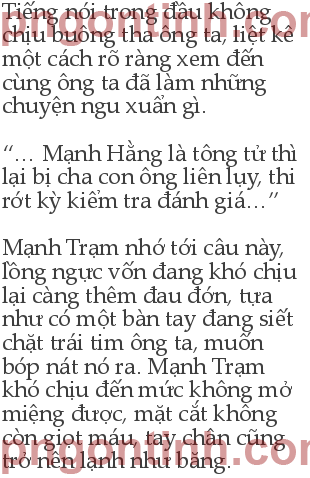 Tiếng nói trong đầu không
chịu buông tha ông ta, liệt kê
một cách rõ ràng xem đến
cùng ông ta đã làm những
chuyện ngu xuẩn gì.
“… Mạnh Hằng là tông tử thì
lại bị cha con ông liên lụy, thi
rớt kỳ kiểm tra đánh giá…”
Mạnh Trạm nhớ tới câu này,
lồng ngực vốn đang khó chịu
lại càng thêm đau đớn, tựa
như có một bàn tay đang siết
chặt trái tim ông ta, muốn
bóp nát nó ra. Mạnh Trạm
khó chịu đến mức không mở
miệng được, mặt cắt không
còn giọt máu, tay chân cũng
trở nên lạnh như băng.
pngontinh.com
pngontinh.com